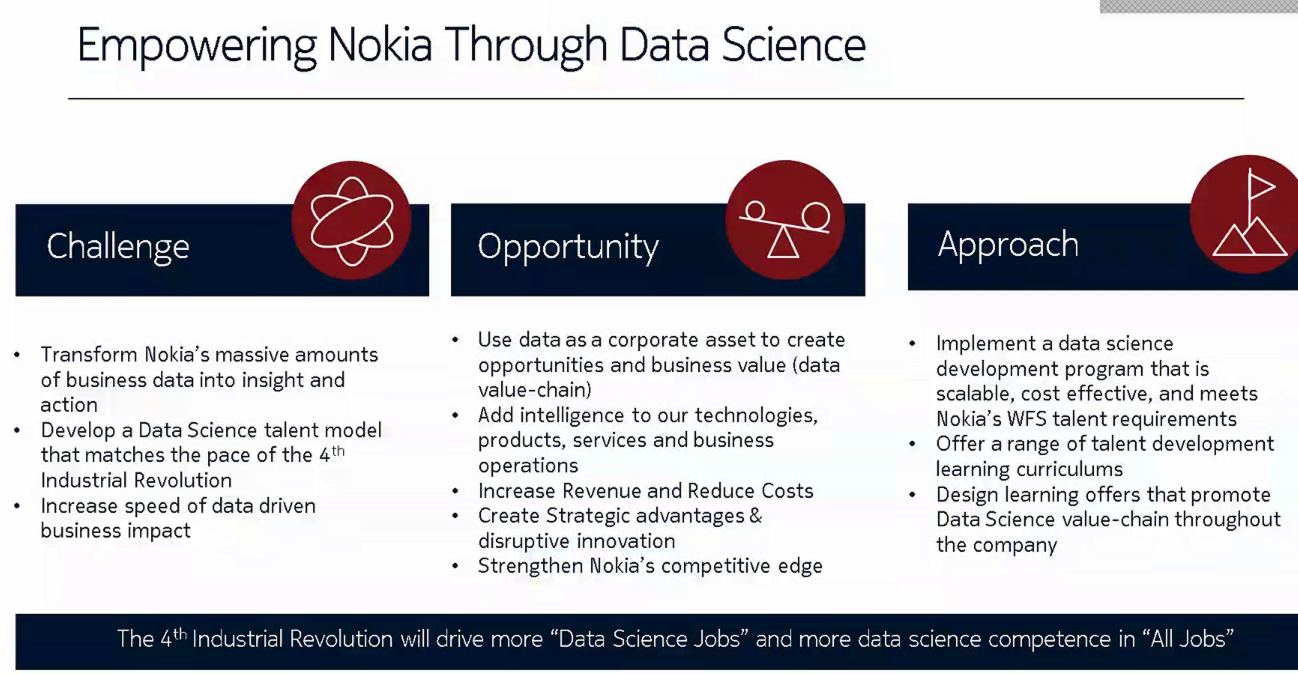 Empowering Nokia Through Data Science
Challenge
• Transform Nokia's massive amounts
of business data into insight and
action
• Develop a Data Science talent model
that matches the pace of the 4th
Industrial Revolution
• Increase speed of data driven
business impact
Opportunity
• Use data as a corporate asset to create
opportunities and business value (data
value-chain)
• Add intelligence to our technologies,
products, services and business
operations
• Increase Revenue and Reduce Costs
• Create Strategic advantages &
disruptive innovation
• Strengthen Nokia's competitive edge
Approach
• Implement a data science
development program that is
scalable, cost effective, and meets
Nokia's WFS talent requirements
• Offer a range of talent development
learning curriculums
• Design learning offers that promote
Data Science value-chain throughout
the company
The 4th Industrial Revolution will drive more "Data Science Jobs" and more data science competence in "All Jobs"